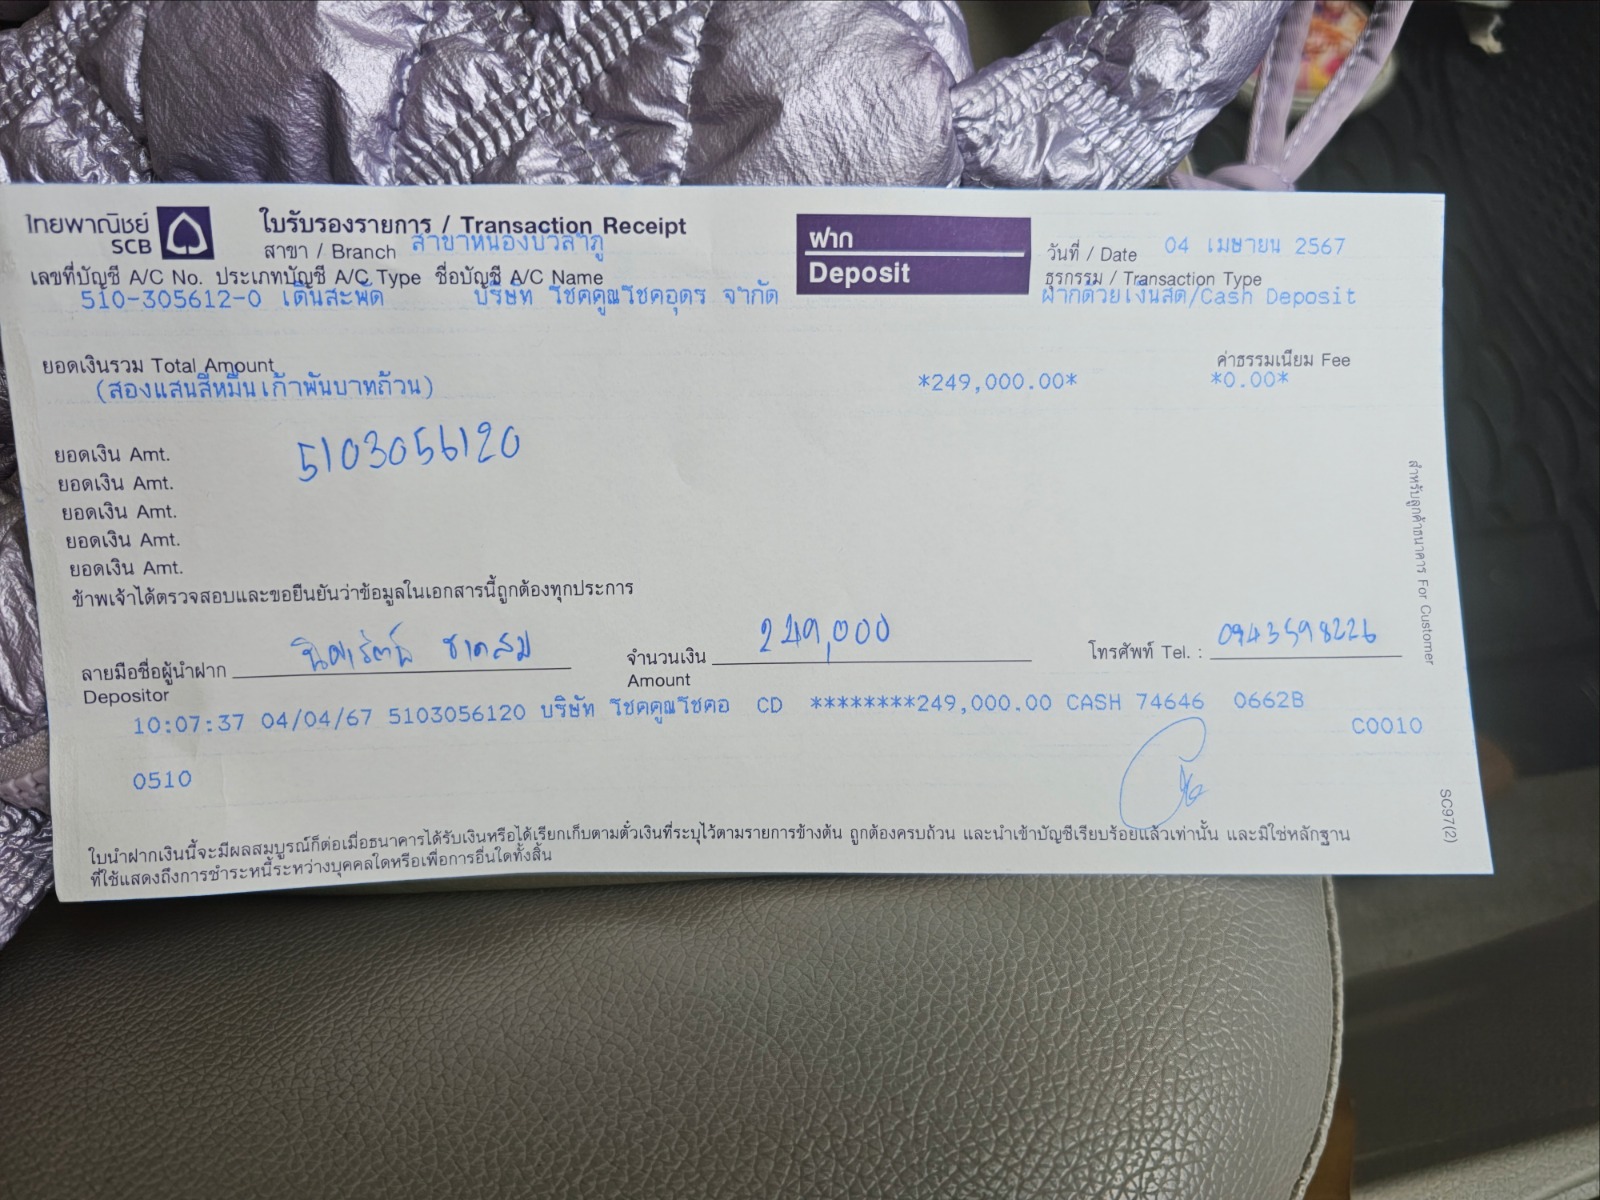 ไทยพาณิชย์ SCB
ใบรับรองรายการ / Transaction Receipt
สาขา / Branch สาขาหนองบัวลำภู
ฝาก
Deposit
วันที่ / Date 04 เมษายน 2567
เลขที่บัญชี A/C No. ประเภทบัญชี A/C Type ชื่อบัญชี A/C Name
ธุรกรรม / Transaction Type
510-305612-0 เดินสะพัด บริษัท โชคคูณโชคอุดร จำกัด
ฝากด้วยเงินสด/Cash Deposit
ยอดเงินรวม Total Amount
ค่าธรรมเนียม Fee
(สองแสนสี่หมื่นเก้าพันบาทถ้วน) *249,000.00* *0.00*
ยอดเงิน Amt. 5103056120
ยอดเงิน Amt.
ยอดเงิน Amt.
ยอดเงิน Amt.
ยอดเงิน Amt.
ข้าพเจ้าได้ตรวจสอบและขอยืนยันว่าข้อมูลในเอกสารนี้ถูกต้องทุกประการ
ลายมือชื่อผู้นำฝาก
Depositor
จำนวนเงิน 249,000
Amount
โทรศัพท์ Tel. : 0943598226
10:07:37 04/04/67 5103056120 บริษัท โชคคูณโชคอ CD ********249,000.00 CASH 74646 0662B
C0010
0510
ใบนำฝากเงินนี้จะมีผลสมบูรณ์ก็ต่อเมื่อธนาคารได้รับเงินหรือได้เรียกเก็บตามตั๋วเงินที่ระบุไว้ตามรายการข้างต้น ถูกต้องครบถ้วน และนำเข้าบัญชีเรียบร้อยแล้วเท่านั้น และมิใช่หลักฐาน
ที่ใช้แสดงถึงการชำระหนี้ระหว่างบุคคลใดหรือเพื่อการอื่นใดทั้งสิ้น
สำหรับลูกค้าธนาคาร For Customer
SC97(2)